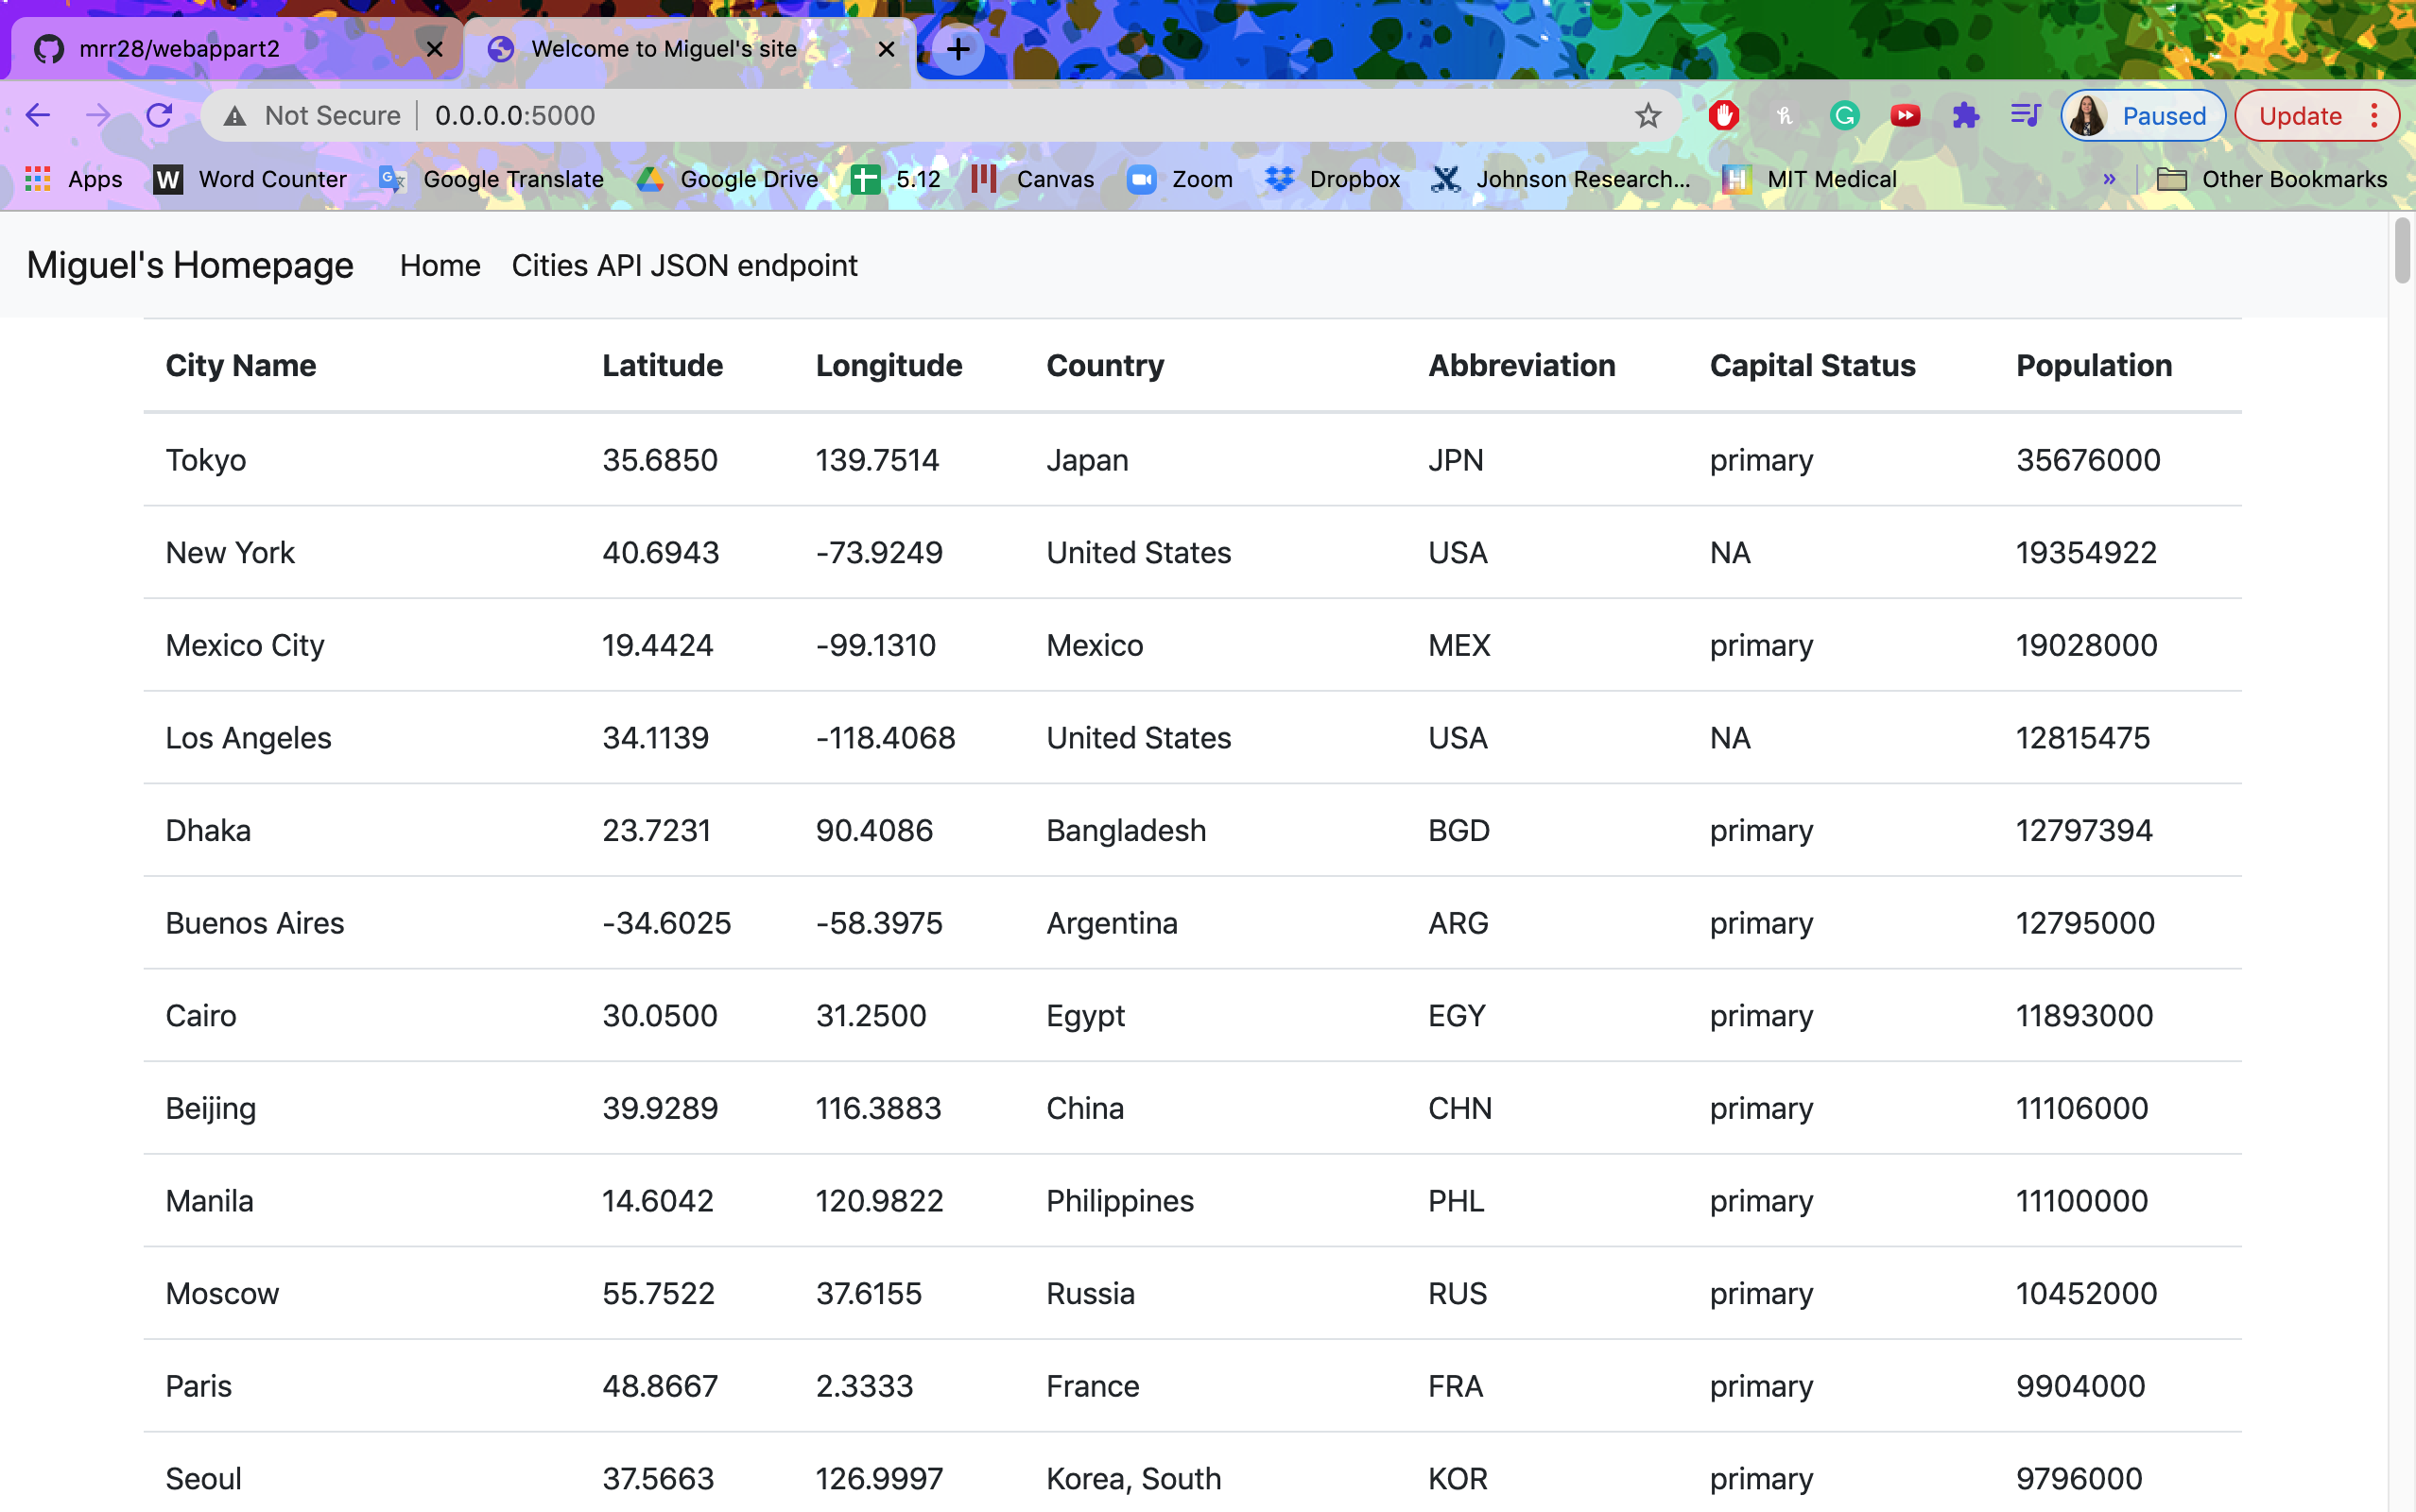 mrr28/webappart2 Welcome to Miguel's site
Not Secure 0.0.0.0:5000 Paused Update
Apps W Word Counter Google Translate Google Drive 5.12 Canvas Zoom Dropbox Johnson Research... MIT Medical » Other Bookmarks
Miguel's Homepage Home Cities API JSON endpoint
City Name Latitude Longitude Country Abbreviation Capital Status Population
Tokyo 35.6850 139.7514 Japan JPN primary 35676000
New York 40.6943 -73.9249 United States USA NA 19354922
Mexico City 19.4424 -99.1310 Mexico MEX primary 19028000
Los Angeles 34.1139 -118.4068 United States USA NA 12815475
Dhaka 23.7231 90.4086 Bangladesh BGD primary 12797394
Buenos Aires -34.6025 -58.3975 Argentina ARG primary 12795000
Cairo 30.0500 31.2500 Egypt EGY primary 11893000
Beijing 39.9289 116.3883 China CHN primary 11106000
Manila 14.6042 120.9822 Philippines PHL primary 11100000
Moscow 55.7522 37.6155 Russia RUS primary 10452000
Paris 48.8667 2.3333 France FRA primary 9904000
Seoul 37.5663 126.9997 Korea, South KOR primary 9796000